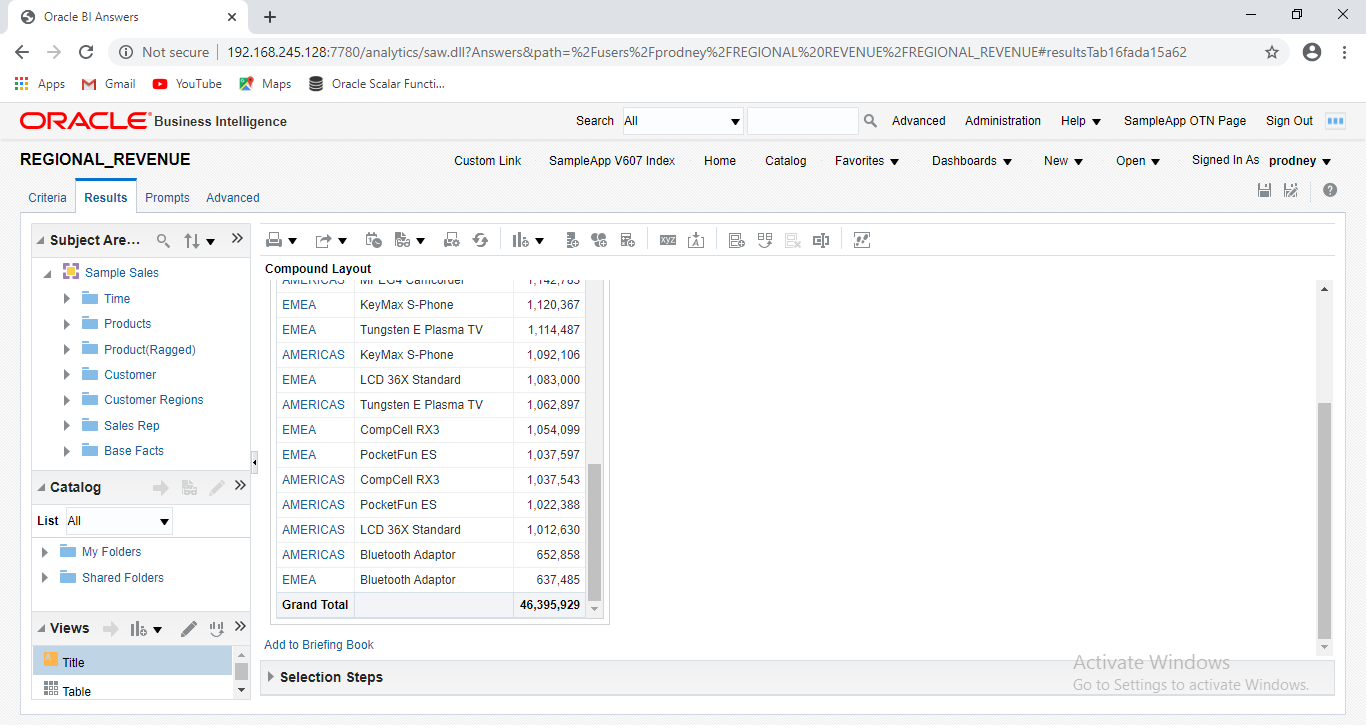 Oracle BI Answers
Not secure | 192.168.245.128:7780/analytics/saw.dll?Answers&path=%2Fusers%2Fprodney%2FREGIONAL%20REVENUE%2FREGIONAL_REVENUE#resultsTab16fada15a62
Apps Gmail YouTube Maps Oracle Scalar Functi...
ORACLE Business Intelligence Search All Advanced Administration Help SampleApp OTN Page Sign Out
REGIONAL_REVENUE Custom Link SampleApp V607 Index Home Catalog Favorites Dashboards New Open Signed In As prodney
Criteria Results Prompts Advanced
Subject Are...
Sample Sales
Time
Products
Product(Ragged)
Customer
Customer Regions
Sales Rep
Base Facts
Catalog
List All
My Folders
Shared Folders
Views
Title
Table
Compound Layout
AMERICAS MPEG4 Camcorder 1,142,785
EMEA KeyMax S-Phone 1,120,367
EMEA Tungsten E Plasma TV 1,114,487
AMERICAS KeyMax S-Phone 1,092,106
EMEA LCD 36X Standard 1,083,000
AMERICAS Tungsten E Plasma TV 1,062,897
EMEA CompCell RX3 1,054,099
EMEA PocketFun ES 1,037,597
AMERICAS CompCell RX3 1,037,543
AMERICAS PocketFun ES 1,022,388
AMERICAS LCD 36X Standard 1,012,630
AMERICAS Bluetooth Adaptor 652,858
EMEA Bluetooth Adaptor 637,485
Grand Total 46,395,929
Add to Briefing Book
Selection Steps
Activate Windows
Go to Settings to activate Windows.